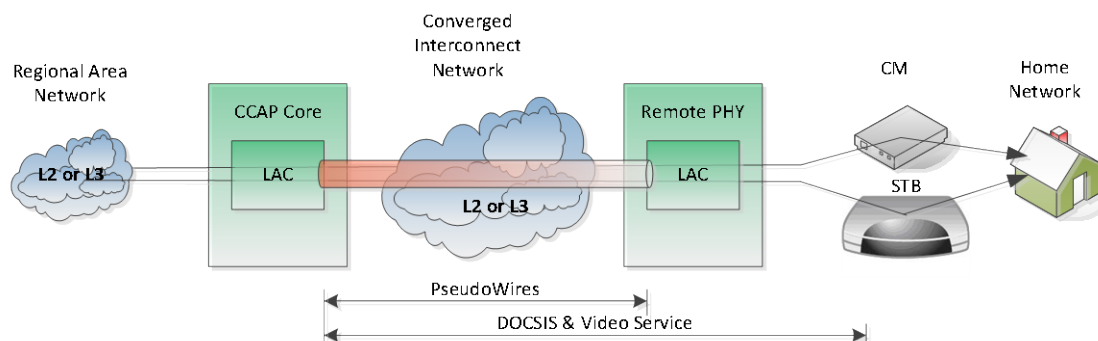 Regional Area
Network
L2 or L3
CCAP Core
LAC
Converged
Interconnect
Network
L2 or L3
Remote PHY
LAC
CM
STB
Home
Network
PseudoWires
DOCSIS & Video Service